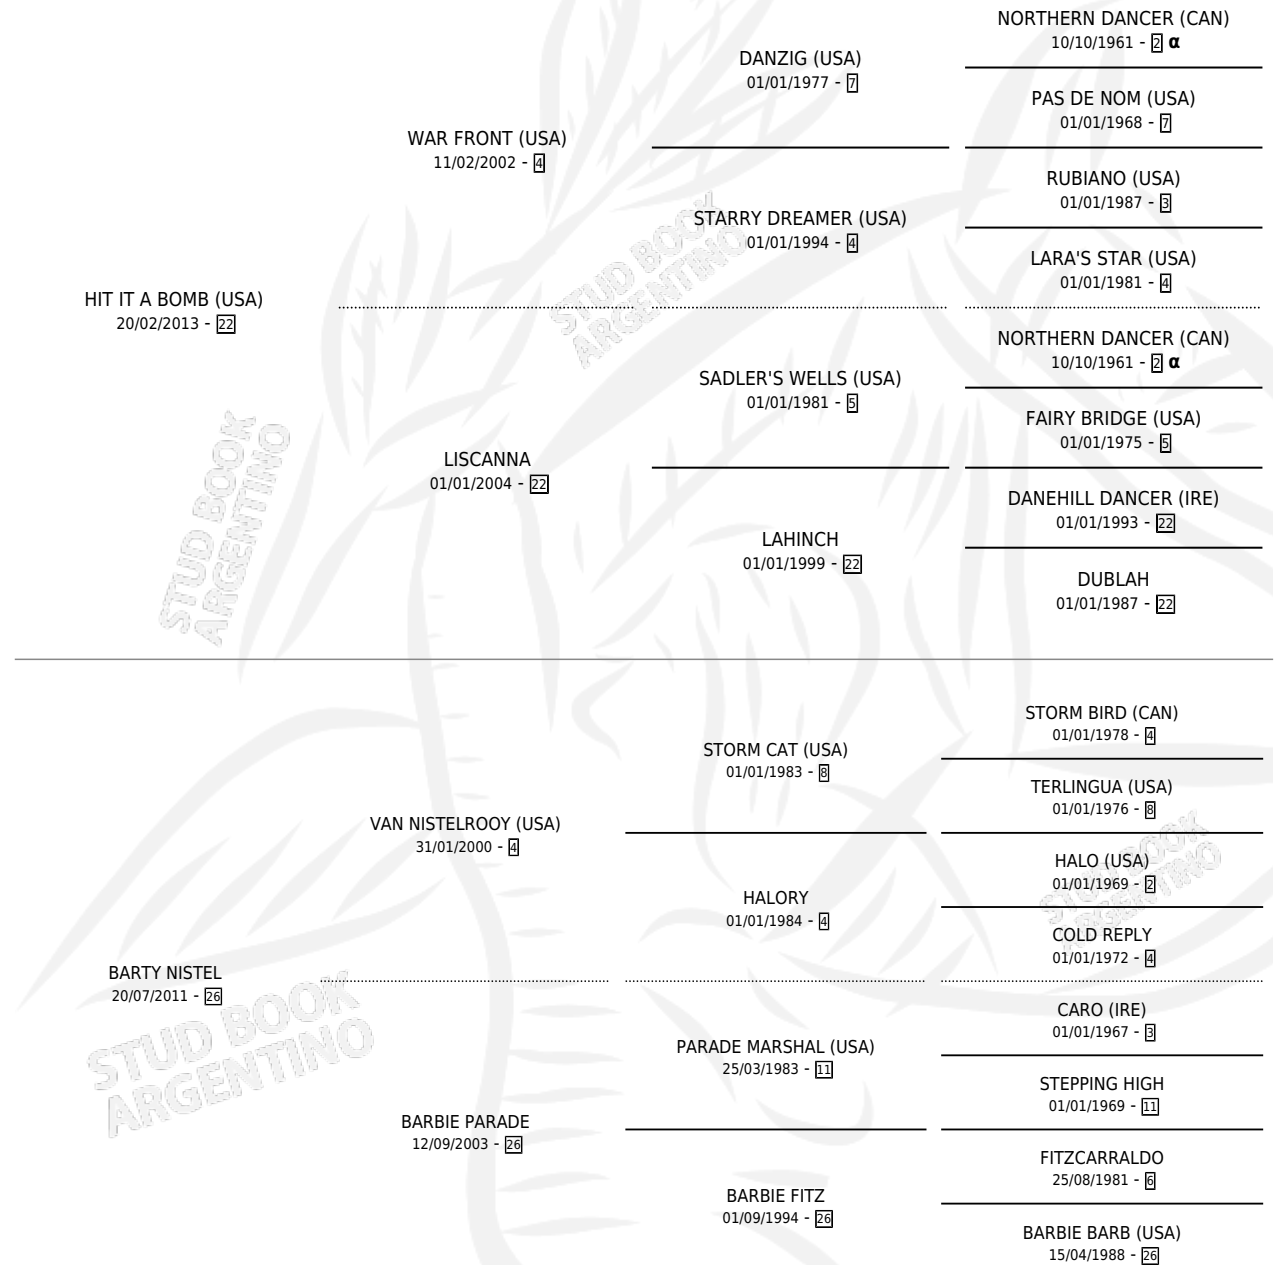 NORTHERN DANCER (CAN)
10/10/1961 - 2 α
DANZIG (USA)
01/01/1977 - 7
PAS DE NOM (USA)
01/01/1968 - 7
WAR FRONT (USA)
11/02/2002 - 4
RUBIANO (USA)
01/01/1987 - 3
STARRY DREAMER (USA)
01/01/1994 - 4
LARA'S STAR (USA)
01/01/1981 - 4
HIT IT A BOMB (USA)
20/02/2013 - 22
NORTHERN DANCER (CAN)
10/10/1961 - 2 α
SADLER'S WELLS (USA)
01/01/1981 - 5
FAIRY BRIDGE (USA)
01/01/1975 - 5
LISCANNA
01/01/2004 - 22
DANEHILL DANCER (IRE)
01/01/1993 - 22
LAHINCH
01/01/1999 - 22
DUBLAH
01/01/1987 - 22
STORM BIRD (CAN)
01/01/1978 - 4
STORM CAT (USA)
01/01/1983 - 8
TERLINGUA (USA)
01/01/1976 - 8
VAN NISTELROOY (USA)
31/01/2000 - 4
HALO (USA)
01/01/1969 - 2
HALORY
01/01/1984 - 4
COLD REPLY
01/01/1972 - 4
BARTY NISTEL
20/07/2011 - 26
CARO (IRE)
01/01/1967 - 3
PARADE MARSHAL (USA)
25/03/1983 - 11
STEPPING HIGH
01/01/1969 - 11
BARBIE PARADE
12/09/2003 - 26
FITZCARRALDO
25/08/1981 - 6
BARBIE FITZ
01/09/1994 - 26
BARBIE BARB (USA)
15/04/1988 - 26
STUD BOOK
ARGENTINO
STUD BOOK
ARGENTINO
STUD BOOK
ARGENTINO
STUD BOOK
ARGENTINO